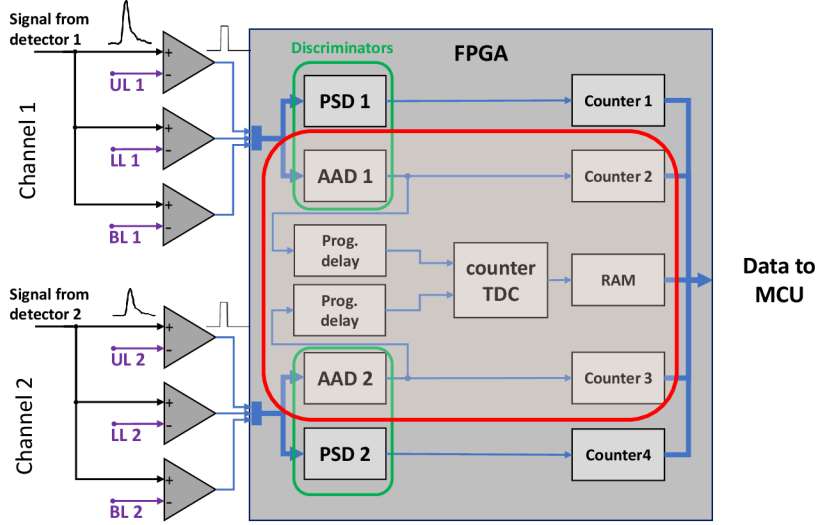 Signal from
detector 1
Channel 1
+
-
UL 1
+
-
LL 1
+
-
BL 1
Signal from
detector 2
Channel 2
+
-
UL 2
+
-
LL 2
+
-
BL 2
Discriminators
FPGA
PSD 1
Counter 1
AAD 1
Counter 2
Prog.
delay
counter
TDC
RAM
Prog.
delay
AAD 2
Counter 3
PSD 2
Counter4
Data to
MCU